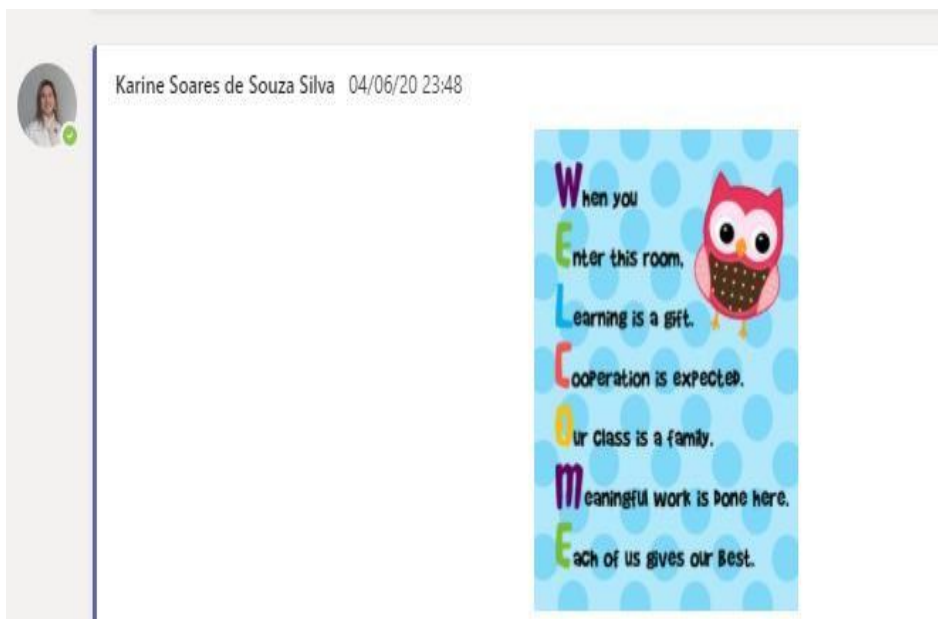 Karine Soares de Souza Silva 04/06/20 23:48
When you
Enter this room,
Learning is a gift.
Cooperation is expected.
Our class is a family.
Meaningful work is done here.
Each of us gives our Best.